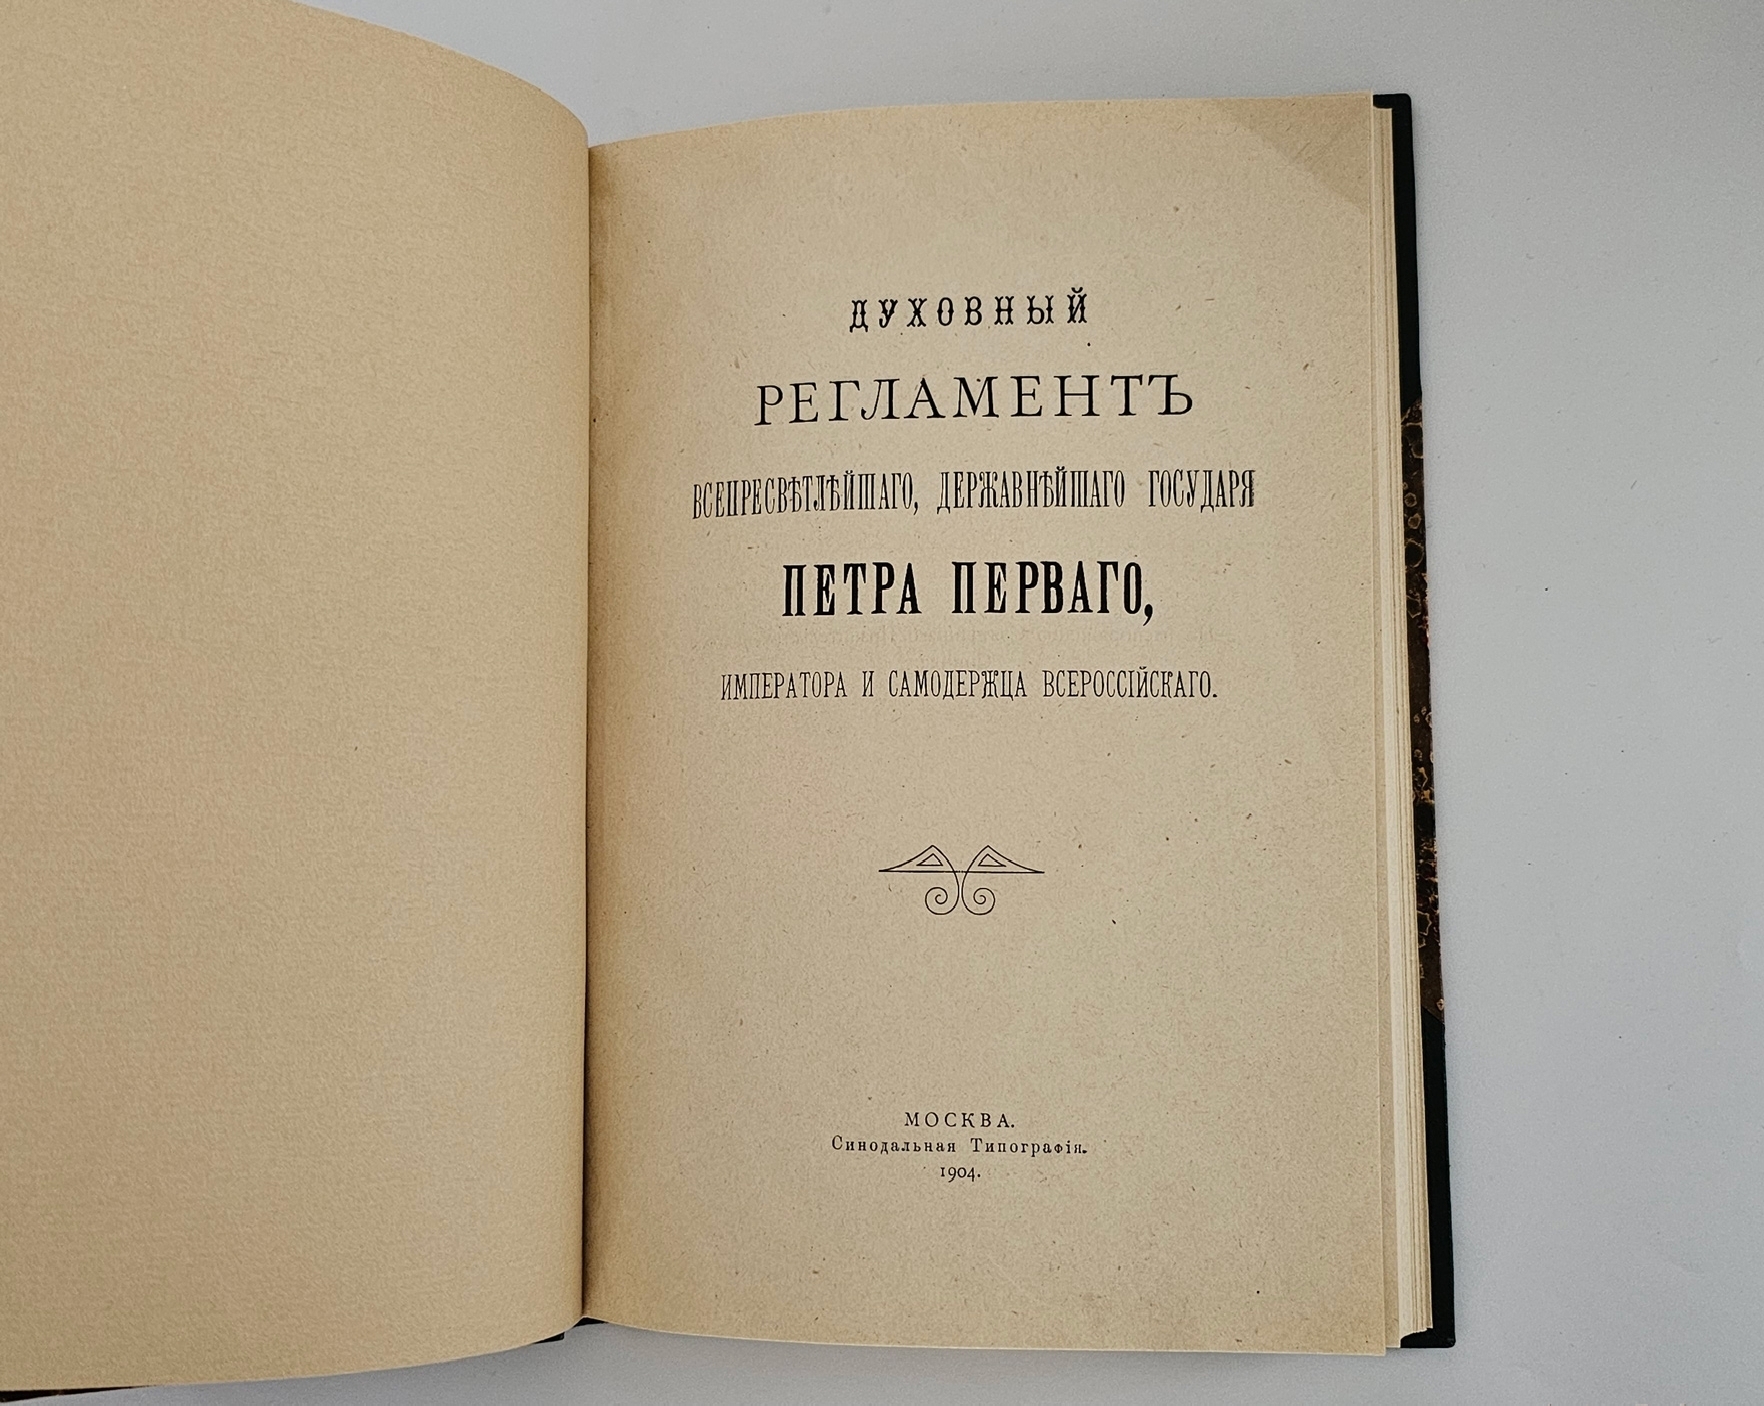 ДУХОВНЫЙ
РЕГЛАМЕНТЪ
ВСЕПРЕСВѢТЛѢЙШАГО, ДЕРЖАВНѢЙШАГО ГОСУДАРЯ
ПЕТРА ПЕРВАГО,
ИМПЕРАТОРА И САМОДЕРЖЦА ВСЕРОССІЙСКАГО.
МОСКВА.
Синодальная Типографія.
1904.